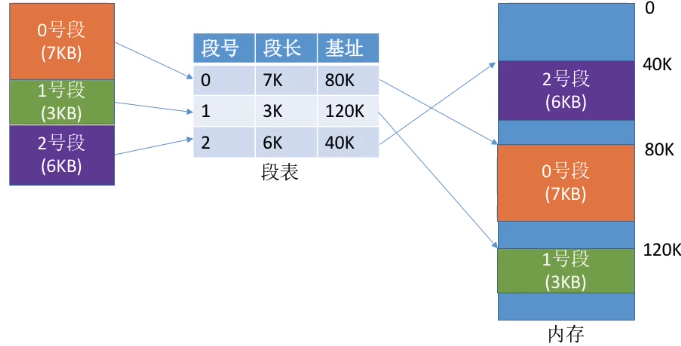 0号段
(7KB)
1号段
(3KB)
2号段
(6KB)
段号 段长 基址
0 7K 80K
1 3K 120K
2 6K 40K
段表
0
40K
2号段
(6KB)
80K
0号段
(7KB)
120K
1号段
(3KB)
内存